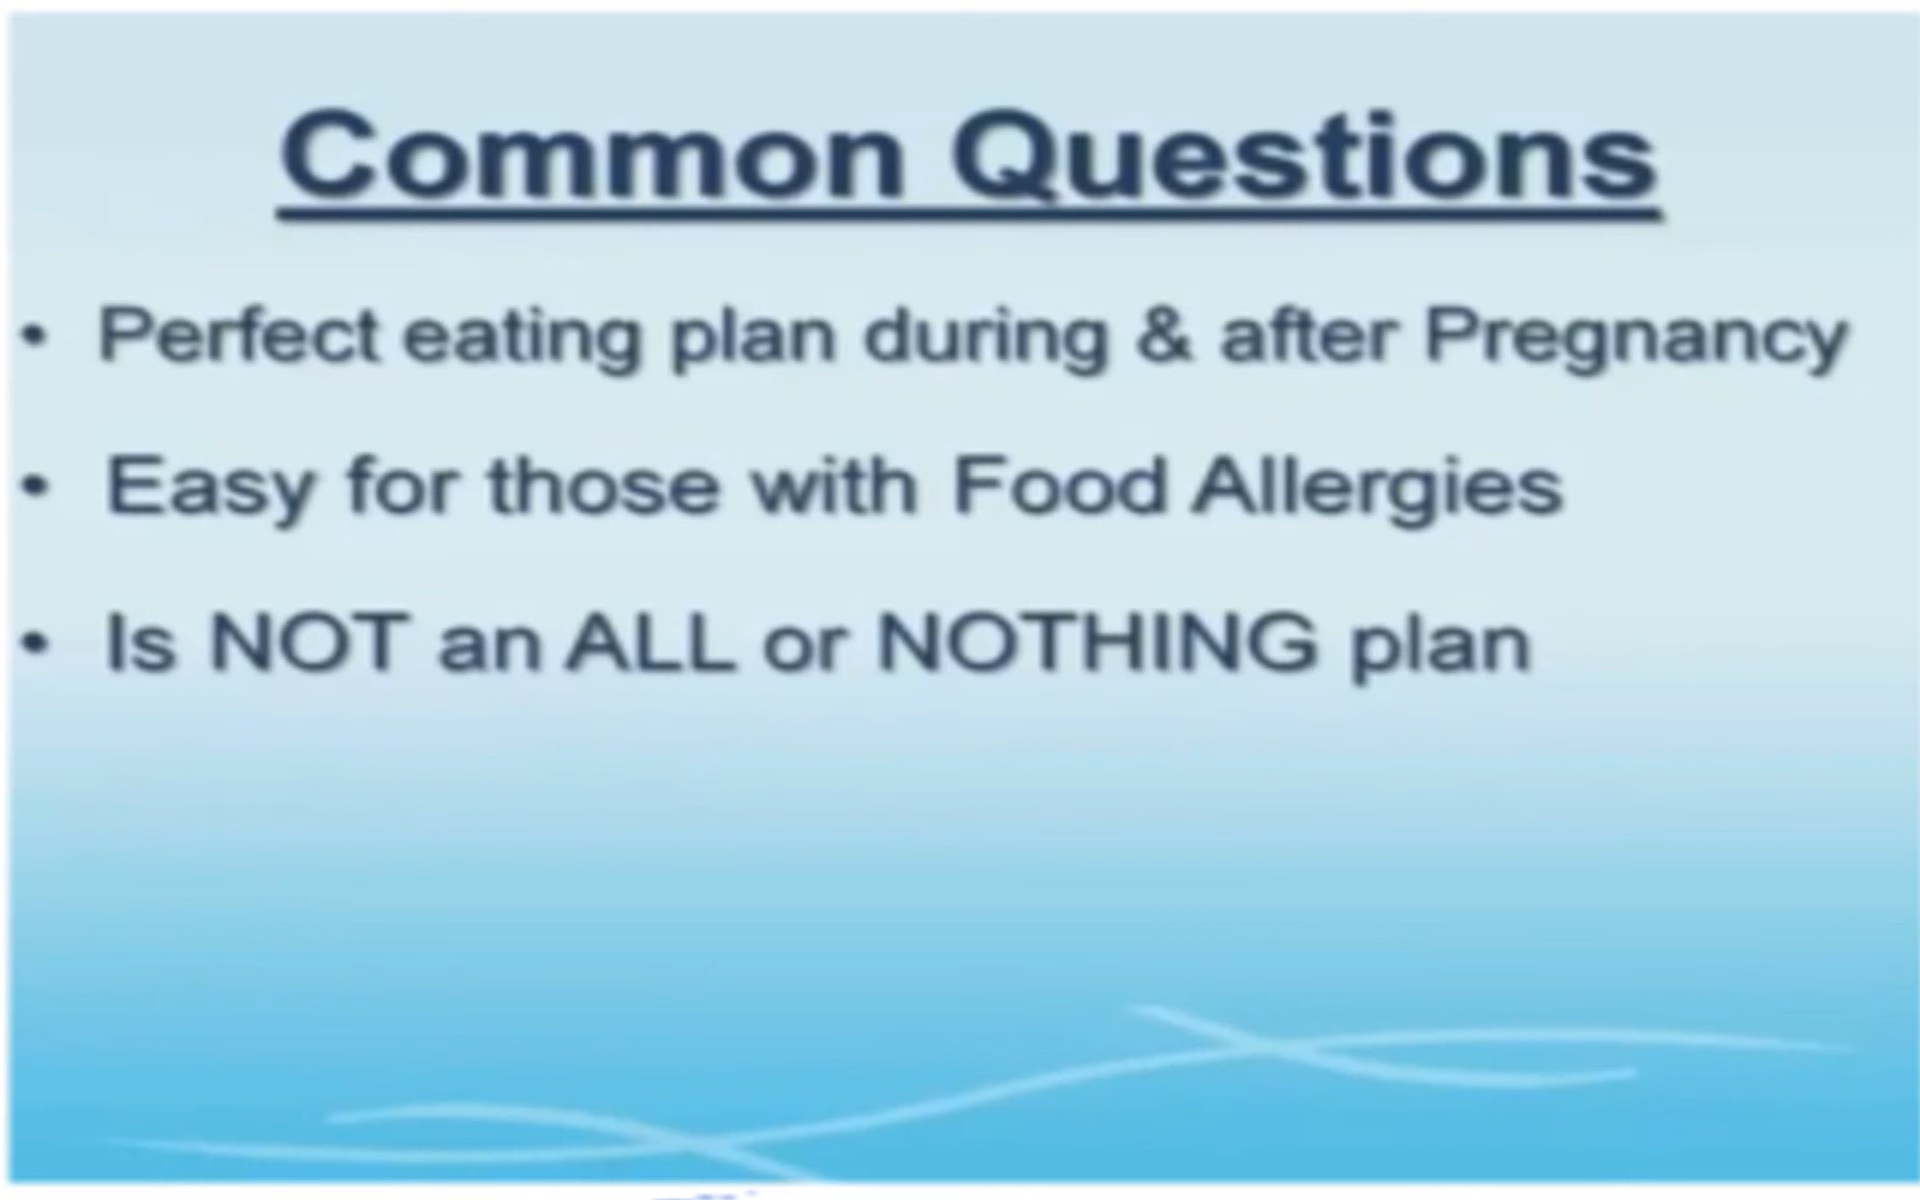 Common Questions
• Perfect eating plan during & after Pregnancy
• Easy for those with Food Allergies
• Is NOT an ALL or NOTHING plan